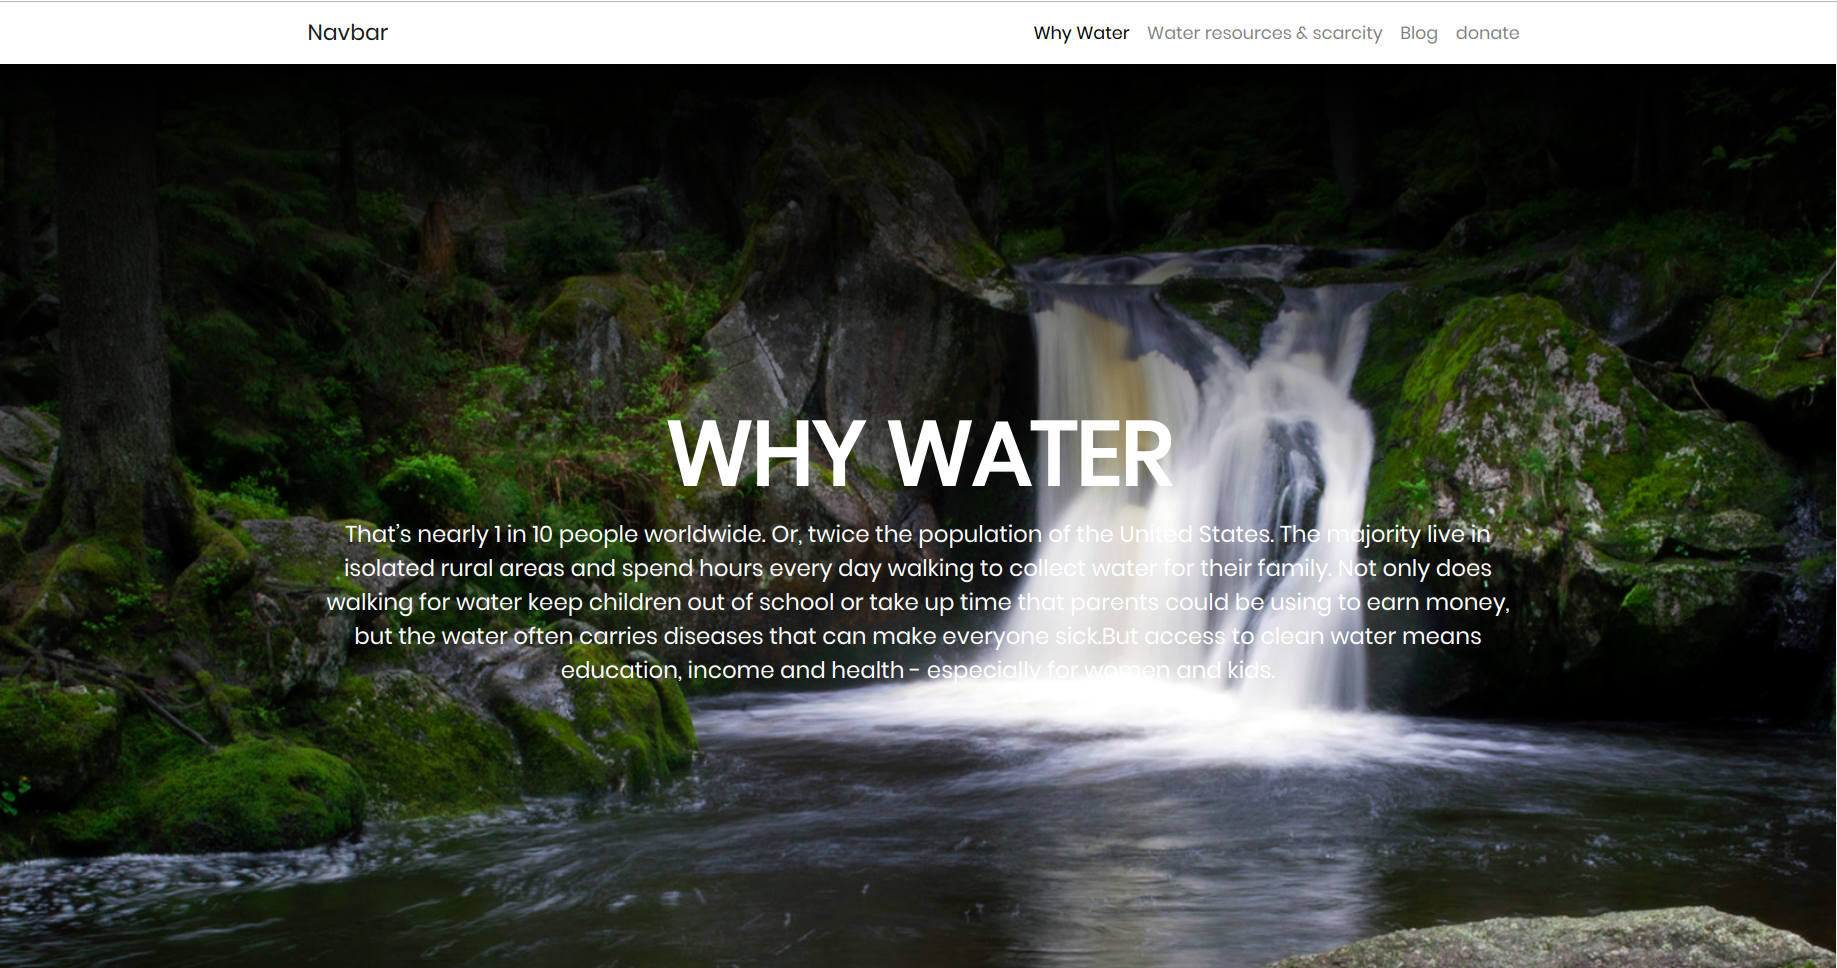 Navbar
Why Water Water resources & scarcity Blog donate
WHY WATER
That's nearly 1 in 10 people worldwide. Or, twice the population of the United States. The majority live in
isolated rural areas and spend hours every day walking to collect water for their family. Not only does
walking for water keep children out of school or take up time that parents could be using to earn money,
but the water often carries diseases that can make everyone sick.But access to clean water means
education, income and health - especially for women and kids.